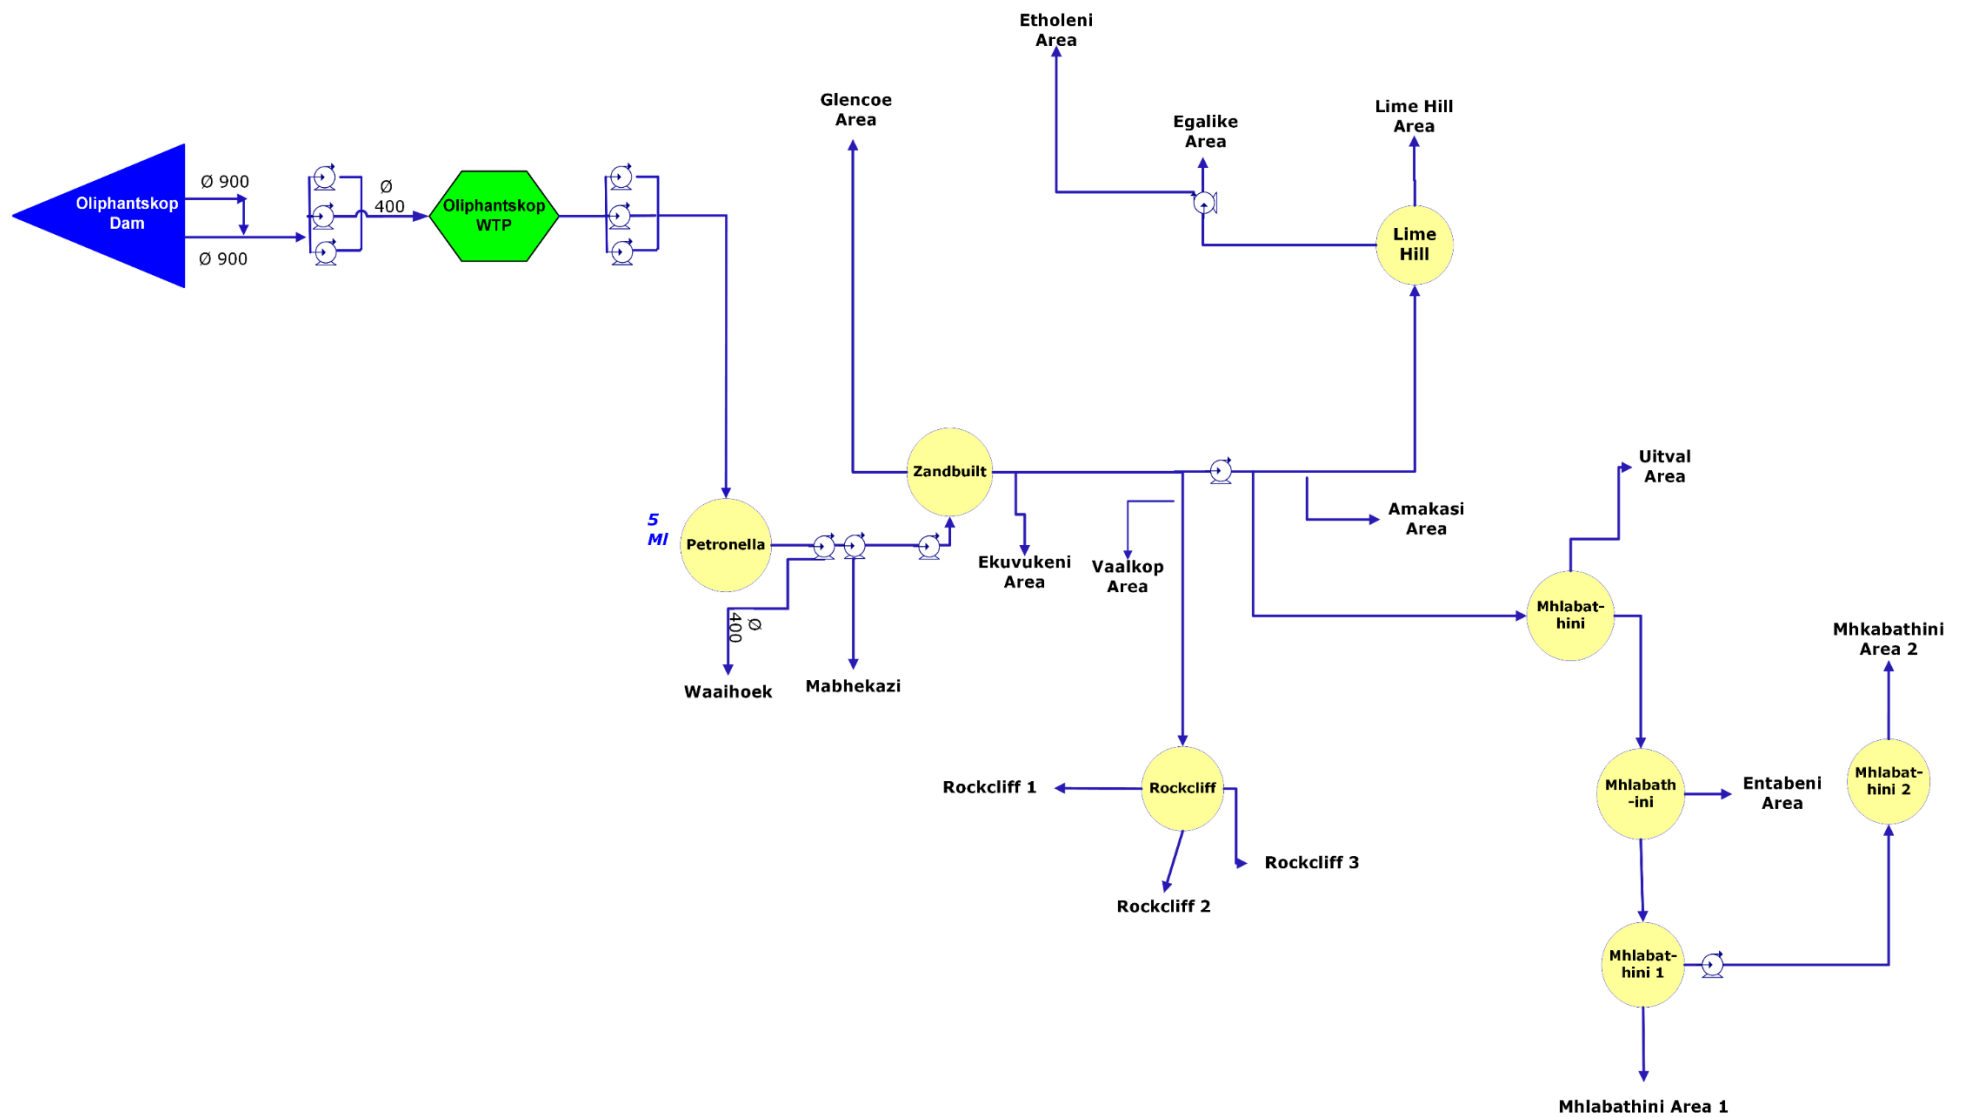 Etholeni
Area
Glencoe
Area
Egalike
Area
Lime Hill
Area
Ø 900
Oliphantskop
Dam
Ø 900
Ø
400
Oliphantskop
WTP
Lime
Hill
Zandbuilt
Uitval
Area
5
Ml
Petronella
Amakasi
Area
Ekuvukeni
Area
Vaalkop
Area
Ø
400
Waaihoek
Mabhekazi
Mhlabat-
hini
Mhkabathini
Area 2
Rockcliff 1
Rockcliff
Rockcliff 3
Rockcliff 2
Mhlabath
-ini
Entabeni
Area
Mhlabat-
hini 2
Mhlabat-
hini 1
Mhlabathini Area 1